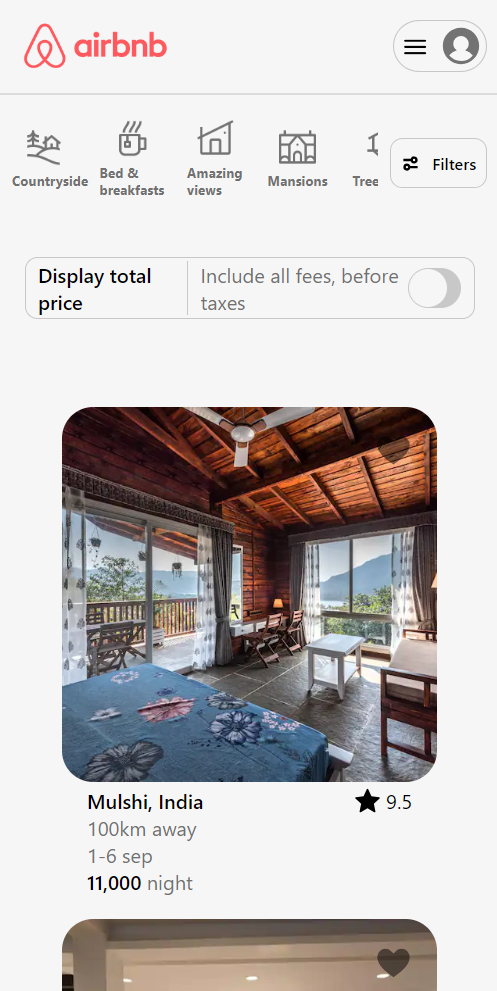 airbnb
Countryside
Bed &
breakfasts
Amazing
views
Mansions
Tree
Filters
Display total
price
Include all fees, before
taxes
Mulshi, India
9.5
100km away
1-6 sep
11,000 night